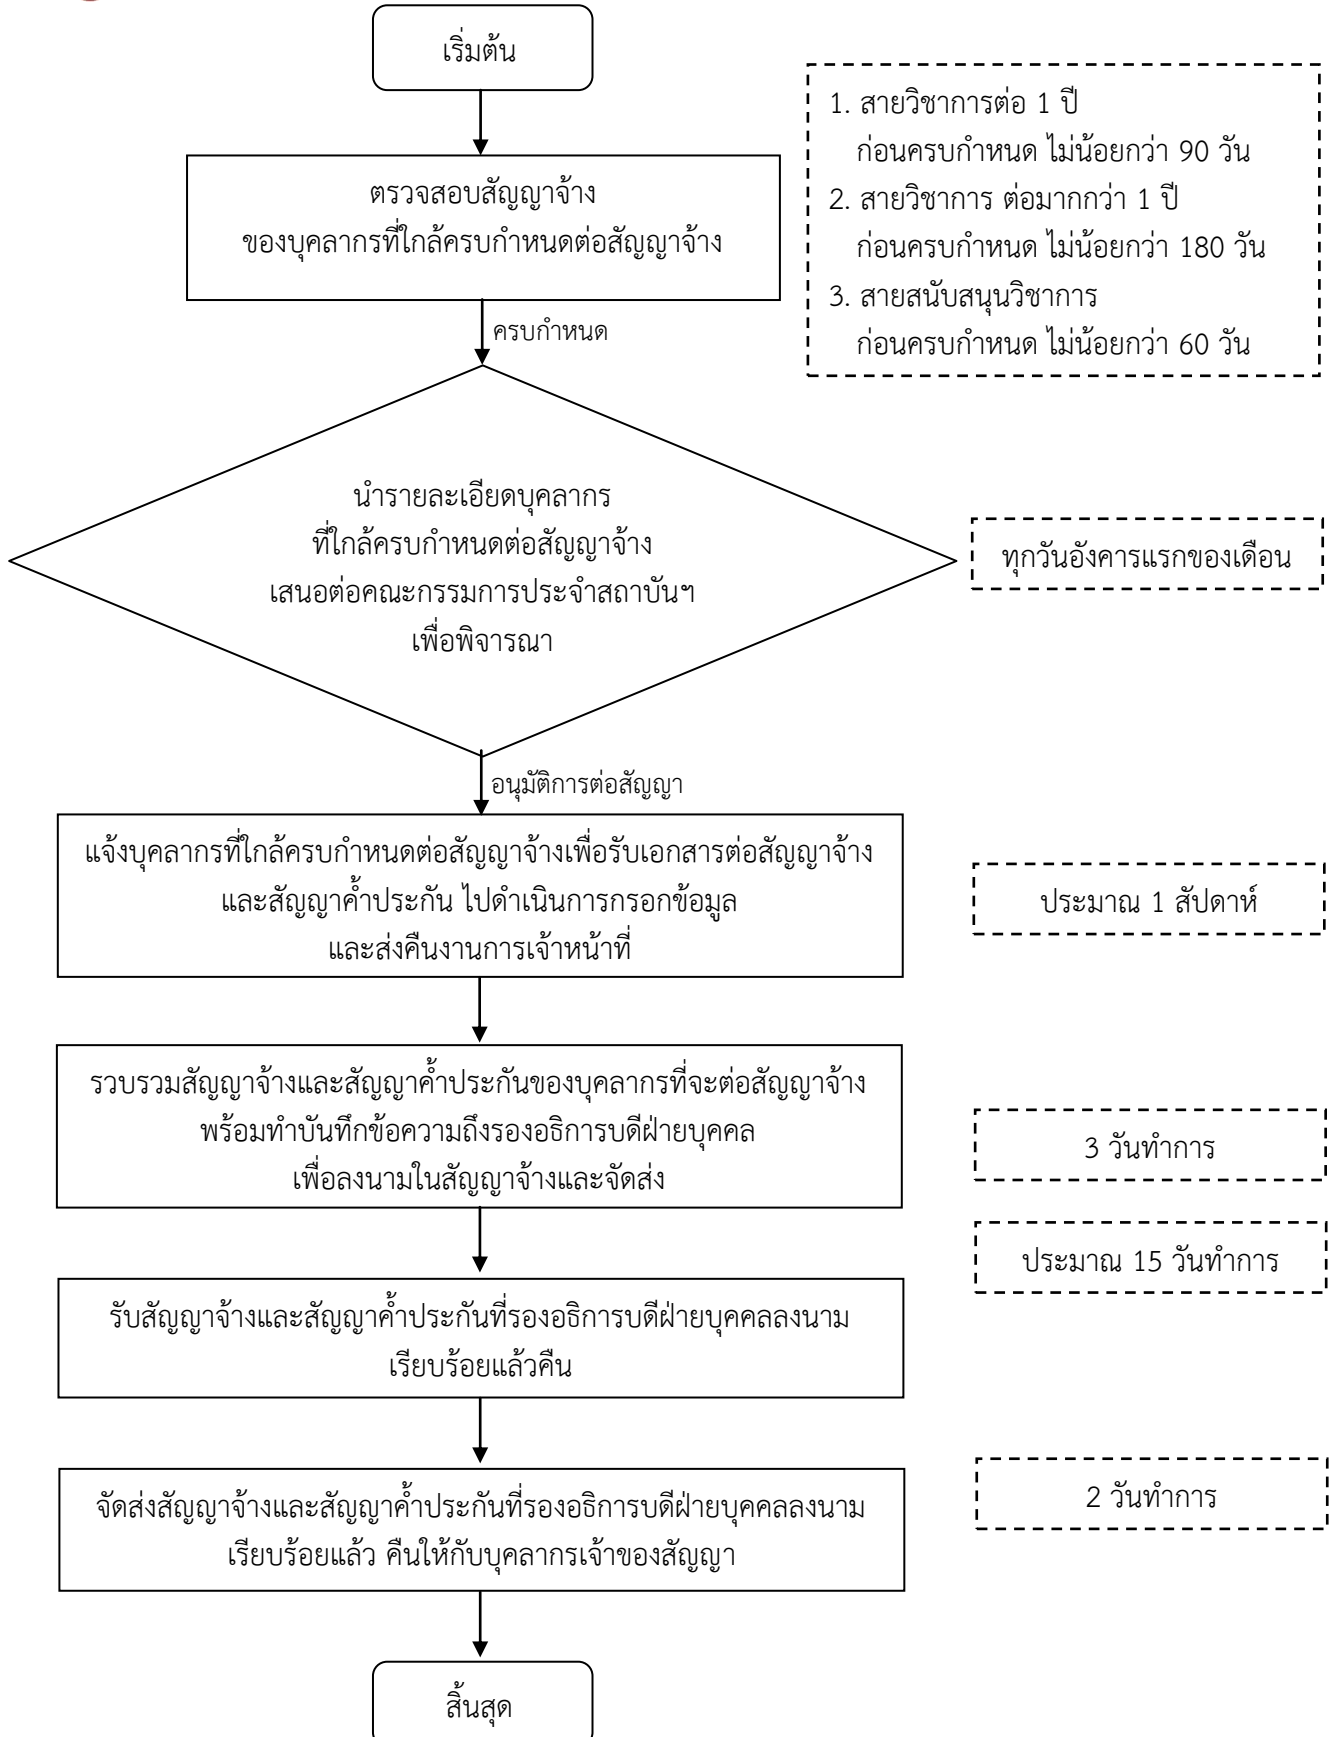 เริ่มต้น
1. สายวิชาการต่อ 1 ปี
ก่อนครบกำหนด ไม่น้อยกว่า 90 วัน
2. สายวิชาการ ต่อมากกว่า 1 ปี
ก่อนครบกำหนด ไม่น้อยกว่า 180 วัน
3. สายสนับสนุนวิชาการ
ก่อนครบกำหนด ไม่น้อยกว่า 60 วัน
ตรวจสอบสัญญาจ้าง
ของบุคลากรที่ใกล้ครบกำหนดต่อสัญญาจ้าง
ครบกำหนด
นำรายละเอียดบุคลากร
ที่ใกล้ครบกำหนดต่อสัญญาจ้าง
เสนอต่อคณะกรรมการประจำสถาบันฯ
เพื่อพิจารณา
ทุกวันอังคารแรกของเดือน
อนุมัติการต่อสัญญา
แจ้งบุคลากรที่ใกล้ครบกำหนดต่อสัญญาจ้างเพื่อรับเอกสารต่อสัญญาจ้าง
และสัญญาค้ำประกัน ไปดำเนินการกรอกข้อมูล
และส่งคืนงานการเจ้าหน้าที่
ประมาณ 1 สัปดาห์
รวบรวมสัญญาจ้างและสัญญาค้ำประกันของบุคลากรที่จะต่อสัญญาจ้าง
พร้อมทำบันทึกข้อความถึงรองอธิการบดีฝ่ายบุคคล
เพื่อลงนามในสัญญาจ้างและจัดส่ง
3 วันทำการ
ประมาณ 15 วันทำการ
รับสัญญาจ้างและสัญญาค้ำประกันที่รองอธิการบดีฝ่ายบุคคลลงนาม
เรียบร้อยแล้วคืน
จัดส่งสัญญาจ้างและสัญญาค้ำประกันที่รองอธิการบดีฝ่ายบุคคลลงนาม
เรียบร้อยแล้ว คืนให้กับบุคลากรเจ้าของสัญญา
2 วันทำการ
สิ้นสุด